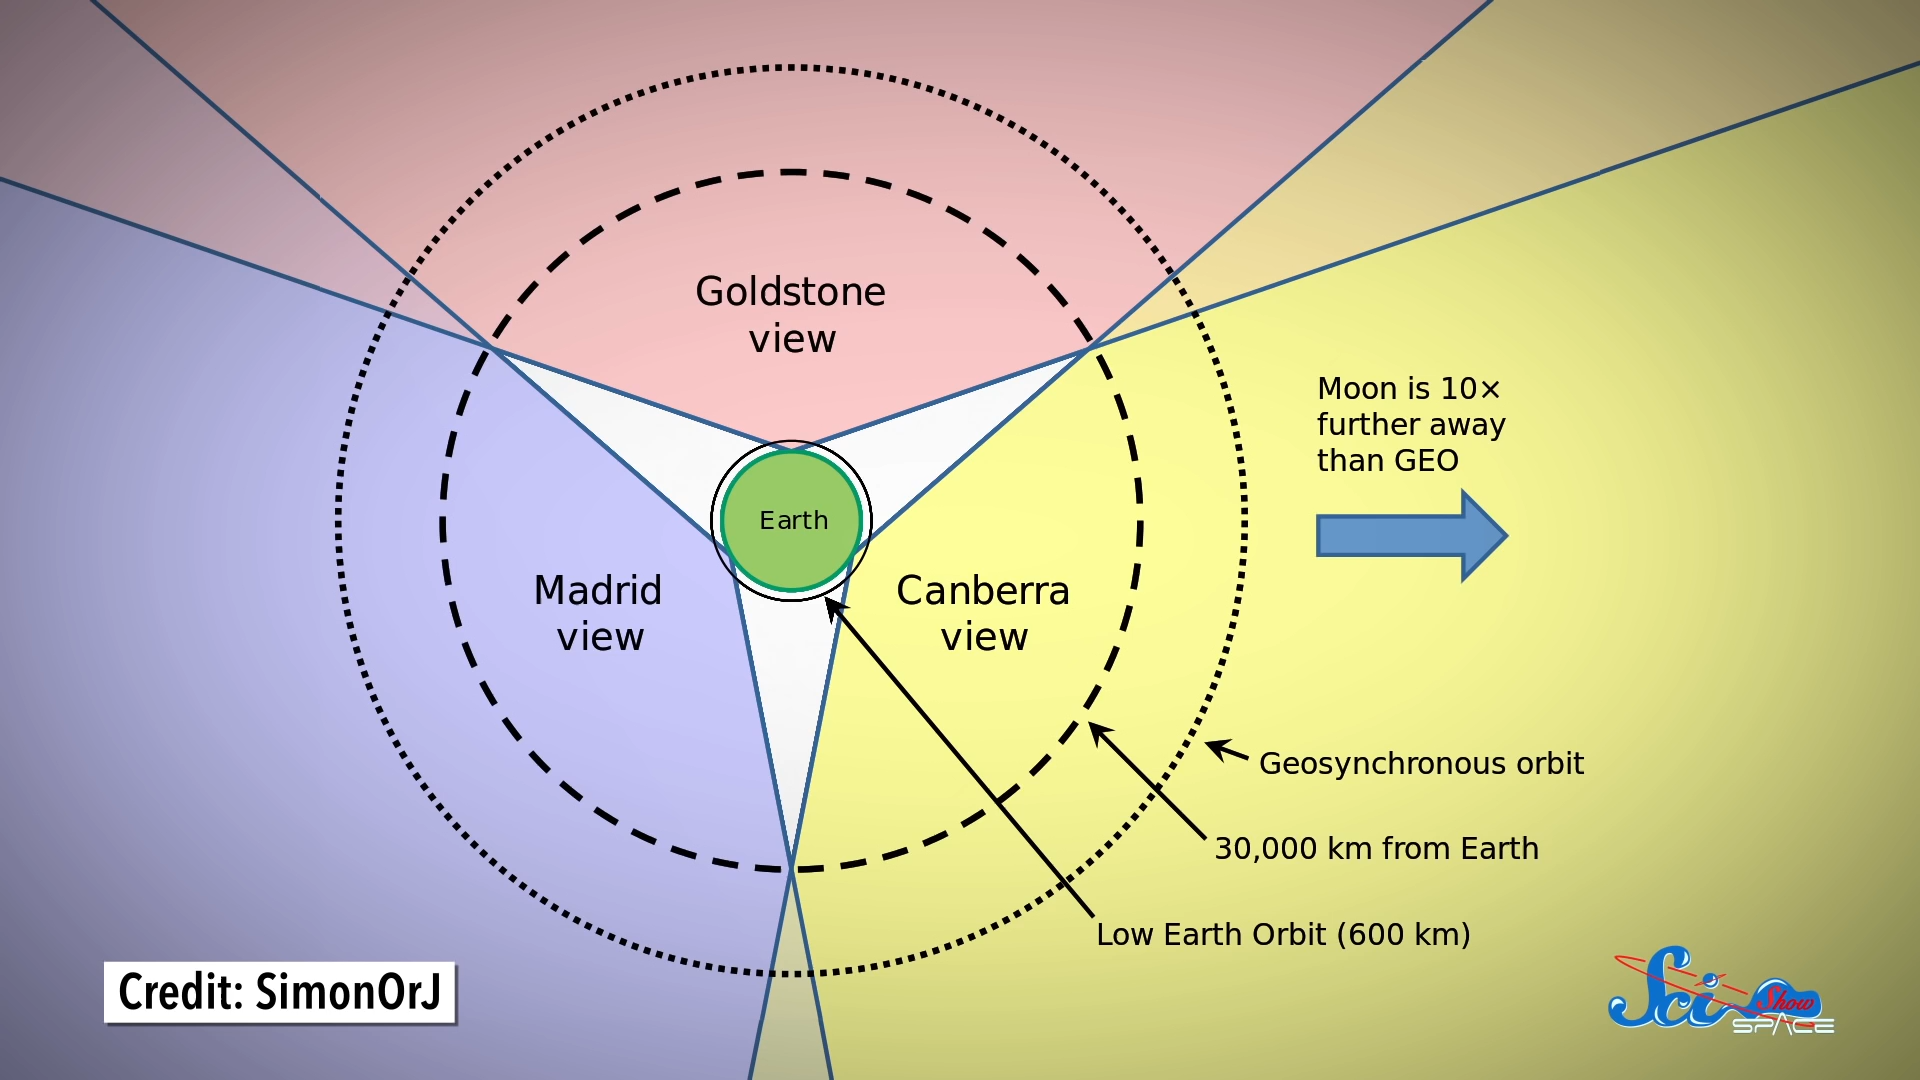 Goldstone
view
Earth
Moon is 10×
further away
than GEO
Madrid
view
Canberra
view
Geosynchronous orbit
30,000 km from Earth
Low Earth Orbit (600 km)
Credit: SimonOrJ
Sci Show
SPACE